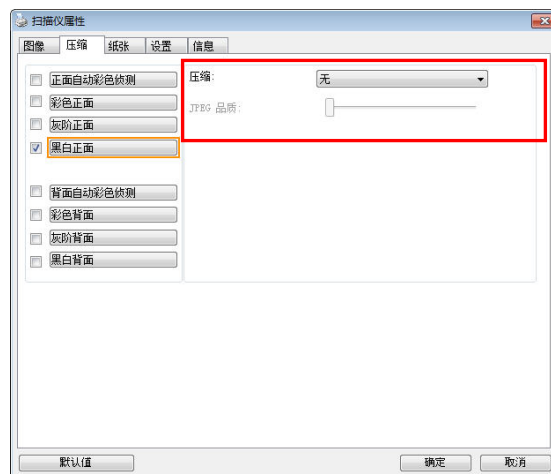 扫描仪属性
图像 压缩 纸张 设置 信息
正面自动彩色侦测
彩色正面
灰阶正面
黑白正面
背面自动彩色侦测
彩色背面
灰阶背面
黑白背面
压缩: 无
JPEG 品质:
默认值 确定 取消